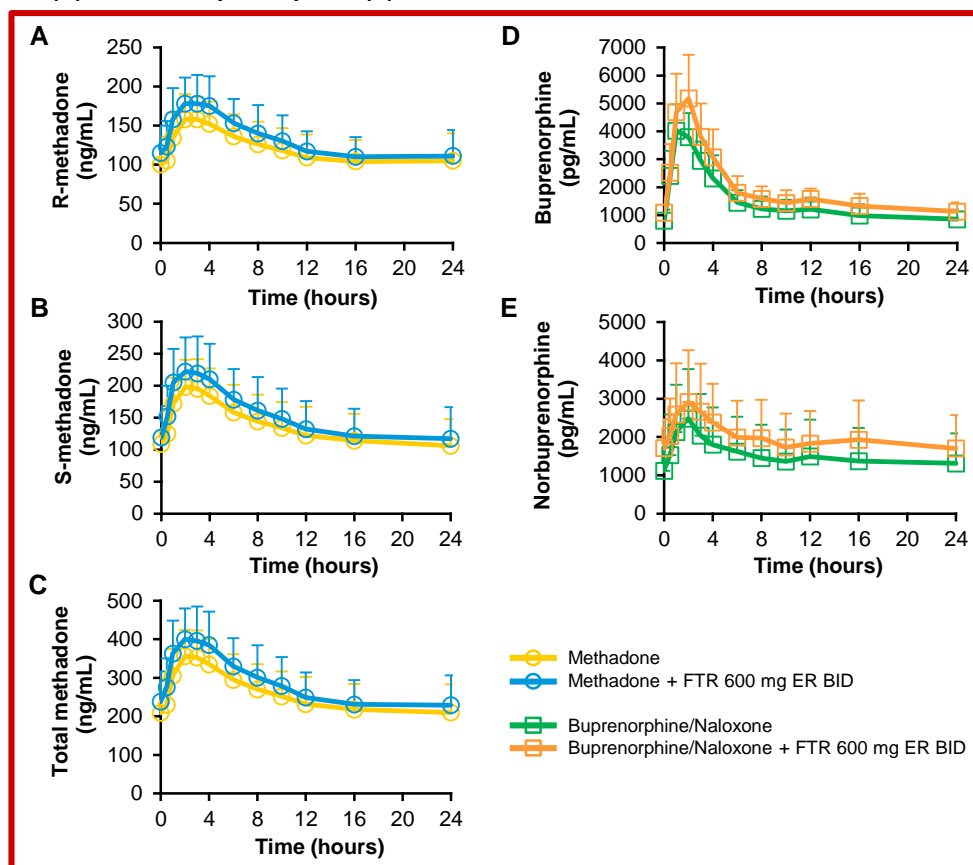 A
R-methadone
(ng/mL)
250
200
150
100
50
0
0 4 8 12 16 20 24
Time (hours)
B
S-methadone
(ng/mL)
300
250
200
150
100
50
0
0 4 8 12 16 20 24
Time (hours)
C
Total methadone
(ng/mL)
500
400
300
200
100
0
0 4 8 12 16 20 24
Time (hours)
D
Buprenorphine
(pg/mL)
7000
6000
5000
4000
3000
2000
1000
0
0 4 8 12 16 20 24
Time (hours)
E
Norbuprenorphine
(pg/mL)
5000
4000
3000
2000
1000
0
0 4 8 12 16 20 24
Time (hours)
Methadone
Methadone + FTR 600 mg ER BID
Buprenorphine/Naloxone
Buprenorphine/Naloxone + FTR 600 mg ER BID